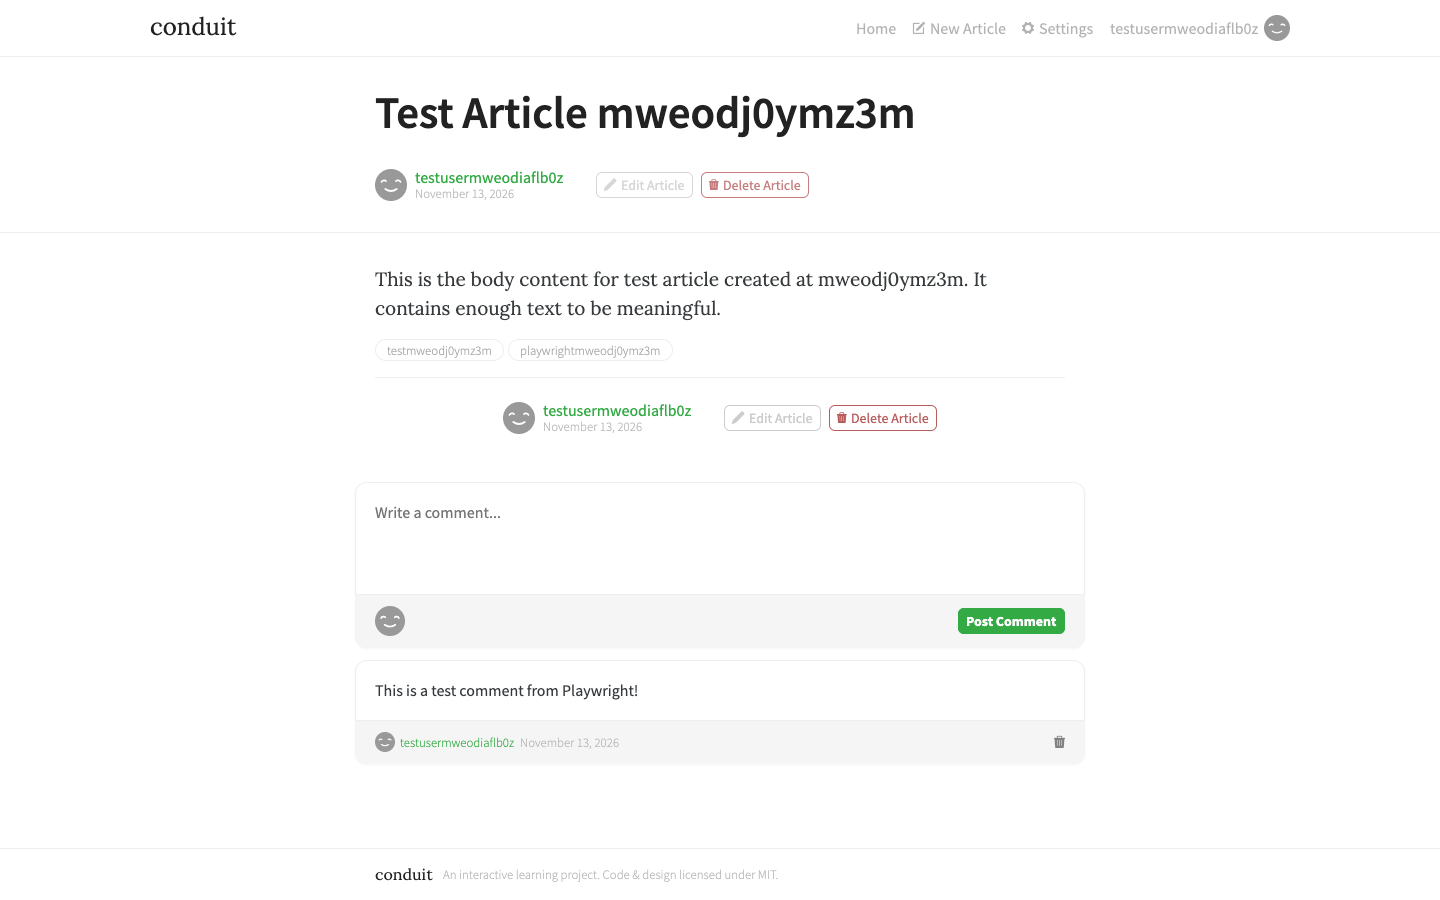 conduit
Home New Article Settings testusermweodiaflb0z
Test Article mweodj0ymz3m
testusermweodiaflb0z
November 13, 2026
Edit Article Delete Article
This is the body content for test article created at mweodj0ymz3m. It
contains enough text to be meaningful.
testmweodj0ymz3m playwrightmweodj0ymz3m
testusermweodiaflb0z
November 13, 2026
Edit Article Delete Article
Write a comment...
Post Comment
This is a test comment from Playwright!
testusermweodiaflb0z November 13, 2026
conduit An interactive learning project. Code & design licensed under MIT.